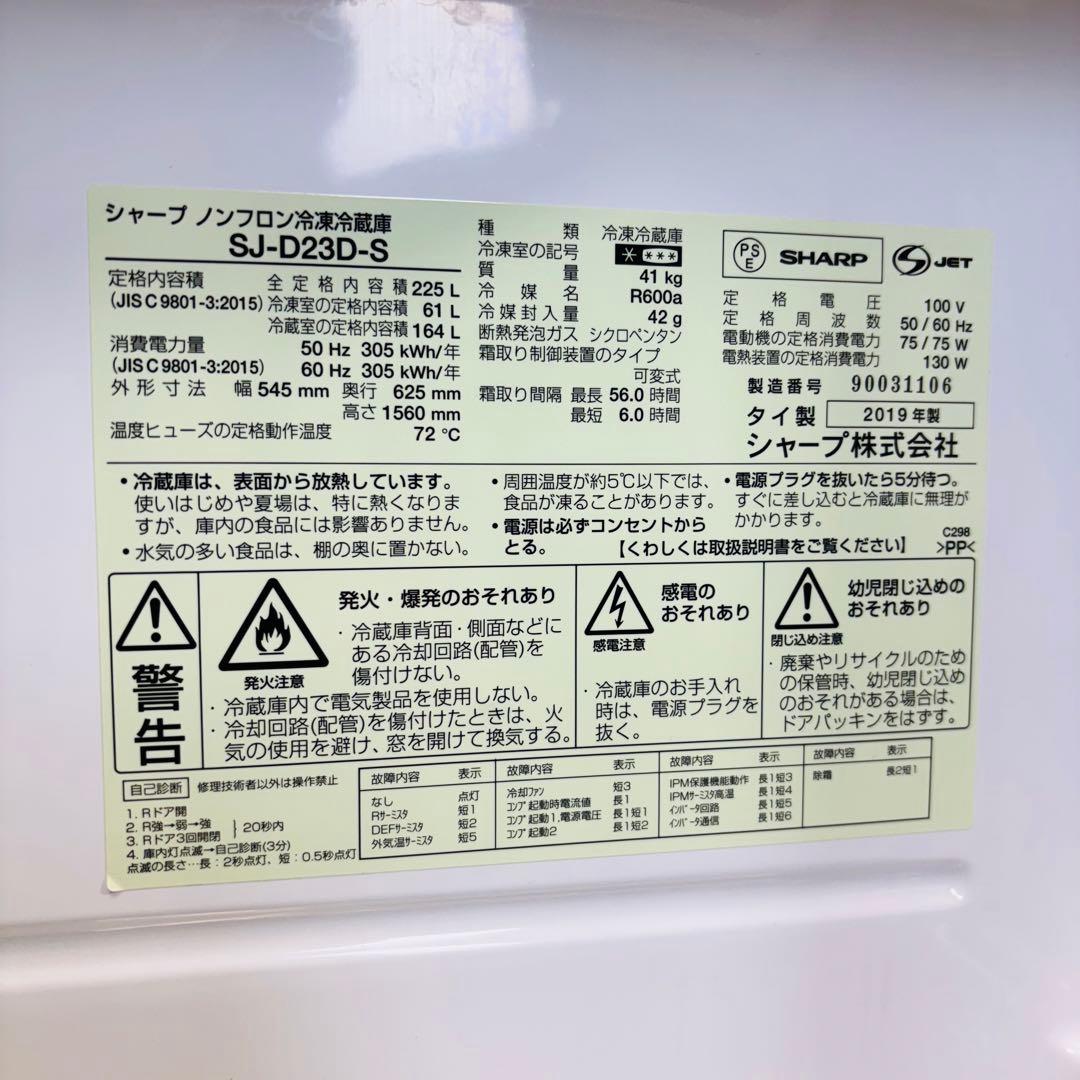 シャープ ノンフロン冷凍冷蔵庫
SJ-D23D-S
定格内容積 全定格内容積 225 L
(JIS C 9801-3:2015) 冷凍室の定格内容積 61 L
冷蔵室の定格内容積 164 L
消費電力量 50 Hz 305 kWh/年
(JIS C 9801-3:2015) 60 Hz 305 kWh/年
外形寸法 幅 545 mm 奥行 625 mm
高さ 1560 mm
温度ヒューズの定格動作温度 72 ℃
種類 冷凍冷蔵庫
冷凍室の記号 * ***
質量 41 kg
冷媒名 R600a
冷媒封入量 42 g
断熱発泡ガス シクロペンタン
霜取り制御装置のタイプ
可変式
霜取り間隔 最長 56.0 時間
最短 6.0 時間
PSE SHARP S JET
定格電圧 100 V
定格周波数 50 / 60 Hz
電動機の定格消費電力 75 / 75 W
電熱装置の定格消費電力 130 W
製造番号 90031106
タイ製 2019 年製
シャープ株式会社
・冷蔵庫は、表面から放熱しています。
使いはじめや夏場は、特に熱くなりま
すが、庫内の食品には影響ありません。
・水気の多い食品は、棚の奥に置かない。
・周囲温度が約5℃以下では、
食品が凍ることがあります。
・電源は必ずコンセントから
とる。
・電源プラグを抜いたら5分待つ。
すぐに差し込むと冷蔵庫に無理が
かかります。
【くわしくは取扱説明書をご覧ください】
C298
>PP<
警告
発火注意
発火・爆発のおそれあり
・冷蔵庫背面・側面などに
ある冷却回路(配管)を
傷付けない。
・冷蔵庫内で電気製品を使用しない。
・冷却回路(配管)を傷付けたときは、火
気の使用を避け、窓を開けて換気する。
感電注意
感電の
おそれあり
・冷蔵庫のお手入れ
時は、電源プラグを
抜く。
閉じ込め注意
幼児閉じ込めの
おそれあり
・廃棄やリサイクルのため
の保管時、幼児閉じ込め
のおそれがある場合は、
ドアパッキンをはずす。
自己診断 修理技術者以外は操作禁止
1. Rドア開
2. R強→弱→強
3. Rドア3回開閉
20秒内
4. 庫内灯点滅→自己診断(3分)
点滅の長さ…長：2秒点灯、短：0.5秒点灯
故障内容 表示
なし 点灯
Rサーミスタ 短1
DEFサーミスタ 短2
外気温サーミスタ 短5
故障内容 表示
冷却ファン 短3
コンプ起動時電流値 長1
コンプ起動1.電源電圧 長1短1
コンプ起動2 長1短2
故障内容 表示
IPM保護機能動作 長1短3
IPMサーミスタ高温 長1短4
インバータ回路 長1短5
インバータ通信 長1短6
故障内容 表示
除霜 長2短1